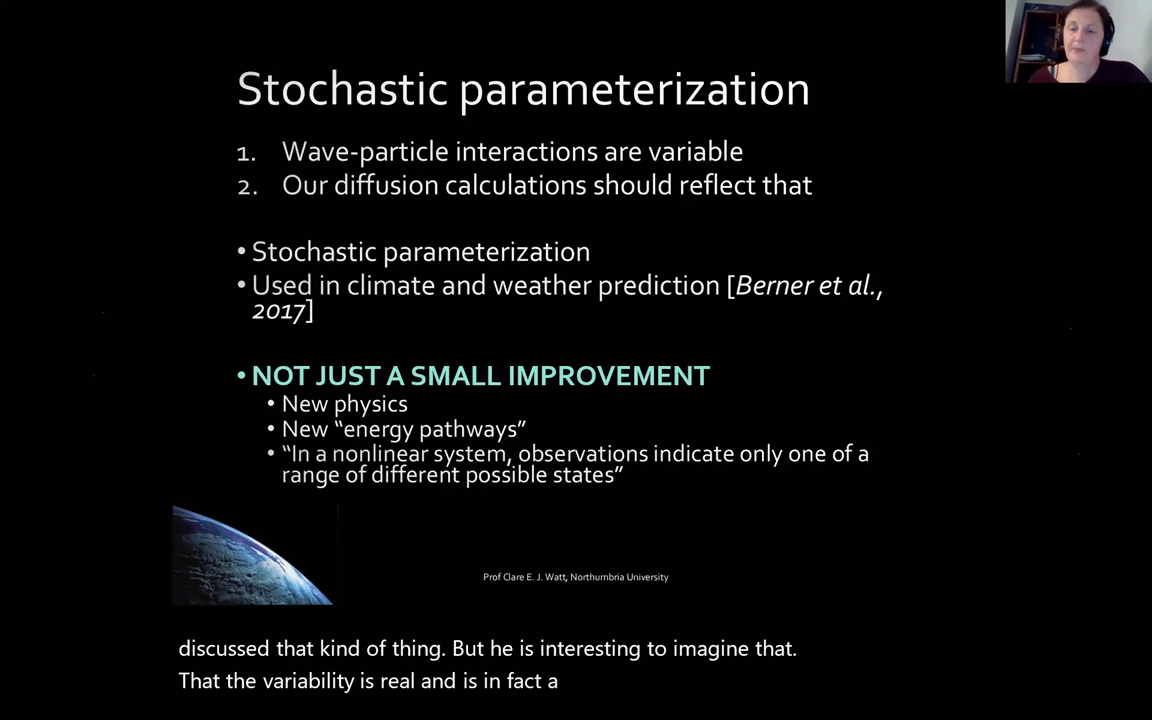 Stochastic parameterization
1. Wave-particle interactions are variable
2. Our diffusion calculations should reflect that
• Stochastic parameterization
• Used in climate and weather prediction [Berner et al.,
2017]
• NOT JUST A SMALL IMPROVEMENT
• New physics
• New “energy pathways”
• “In a nonlinear system, observations indicate only one of a
range of different possible states”
Prof Clare E. J. Watt, Northumbria University
discussed that kind of thing. But he is interesting to imagine that.
That the variability is real and is in fact a